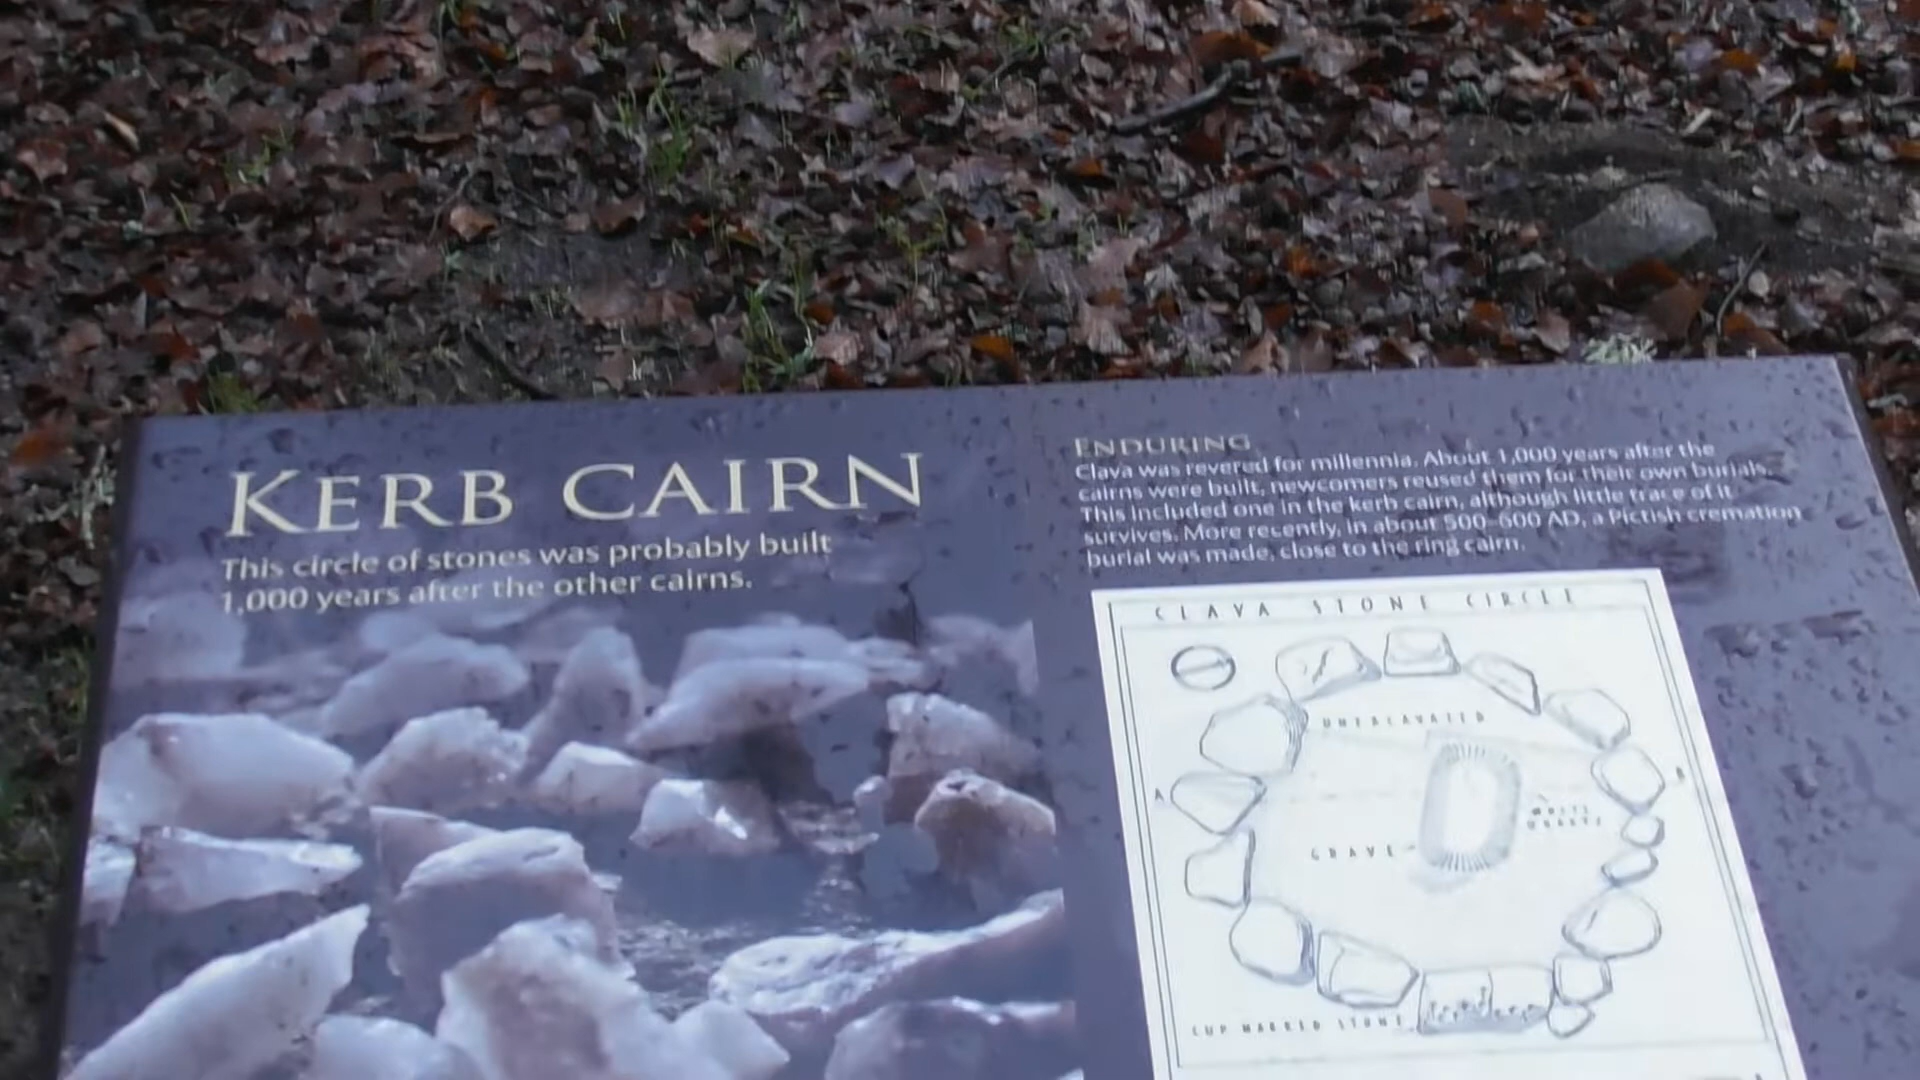 KERB CAIRN
This circle of stones was probably built
1,000 years after the other cairns.
ENDURING
Clava was revered for millennia. About 1,000 years after the
cairns were built, newcomers reused them for their own burials.
This included one in the kerb cairn, although little trace of it
survives. More recently, in about 500–600 AD, a Pictish cremation
burial was made, close to the ring cairn.
CLAVA STONE CIRCLE
UNEXCAVATED
A
B
WHITE
QUARTZ
GRAVE
CUP MARKED STONE